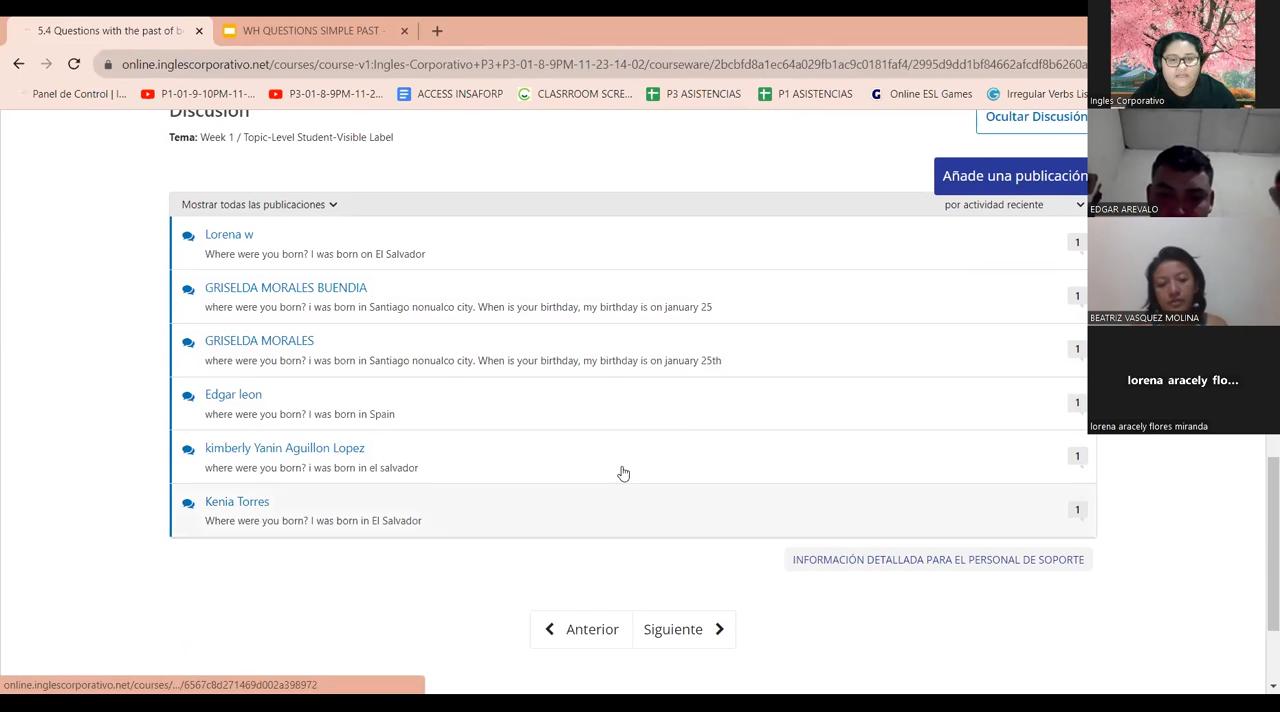 5.4 Questions with the past of b
WH QUESTIONS SIMPLE PAST
online.inglescorporativo.net/courses/course-v1:Ingles-Corporativo+P3+P3-01-8-9PM-11-23-14-02/courseware/2bcbfd8a1ec64a029fb1ac9c0181faf4/2995d9dd1bf84662afcdf8b6260a
Panel de Control | I...
P1-01-9-10PM-11-...
P3-01-8-9PM-11-2...
ACCESS INSAFORP
CLASRROOM SCRE...
P3 ASISTENCIAS
P1 ASISTENCIAS
Online ESL Games
Irregular Verbs Lis
Ingles Corporativo
Discusión
Ocultar Discusión
Tema: Week 1 / Topic-Level Student-Visible Label
Añade una publicación
Mostrar todas las publicaciones
por actividad reciente
EDGAR AREVALO
Lorena w
1
Where were you born? I was born on El Salvador
GRISELDA MORALES BUENDIA
1
where were you born? i was born in Santiago nonualco city. When is your birthday, my birthday is on january 25
BEATRIZ VASQUEZ MOLINA
GRISELDA MORALES
1
where were you born? i was born in Santiago nonualco city. When is your birthday, my birthday is on january 25th
lorena aracely flo...
Edgar leon
1
where were you born? I was born in Spain
lorena aracely flores miranda
kimberly Yanin Aguillon Lopez
1
where were you born? i was born in el salvador
Kenia Torres
1
Where were you born? I was born in El Salvador
INFORMACIÓN DETALLADA PARA EL PERSONAL DE SOPORTE
Anterior
Siguiente
online.inglescorporativo.net/courses/.../6567c8d271469d002a398972